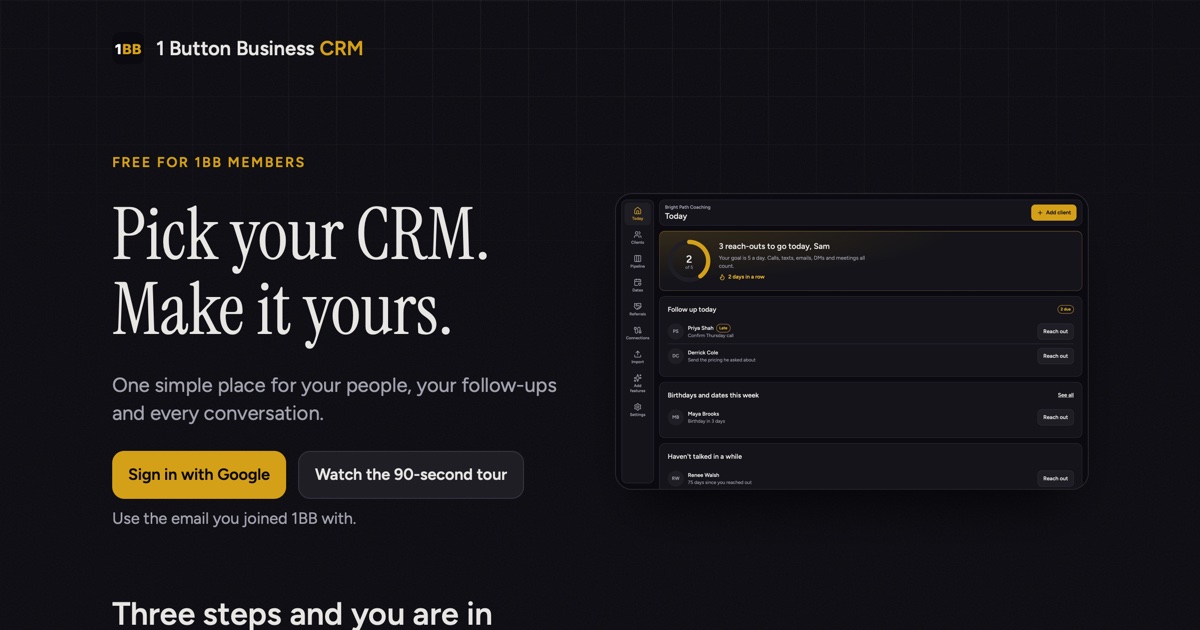 1BB 1 Button Business CRM
FREE FOR 1BB MEMBERS
Pick your CRM.
Make it yours.
One simple place for your people, your follow-ups
and every conversation.
Sign in with Google
Watch the 90-second tour
Use the email you joined 1BB with.
Today
Clients
Pipeline
Dates
Referrals
Connections
Import
Add
features
Settings
Bright Path Coaching
Today
+ Add client
2
of 5
3 reach-outs to go today, Sam
Your goal is 5 a day. Calls, texts, emails, DMs and meetings all
count.
2 days in a row
Follow up today
2 due
PS
Priya Shah Late
Confirm Thursday call
Reach out
DC
Derrick Cole
Send the pricing he asked about
Reach out
Birthdays and dates this week
See all
MB
Maya Brooks
Birthday in 3 days
Reach out
Haven't talked in a while
RW
Renee Walsh
75 days since you reached out
Reach out
Three steps and you are in